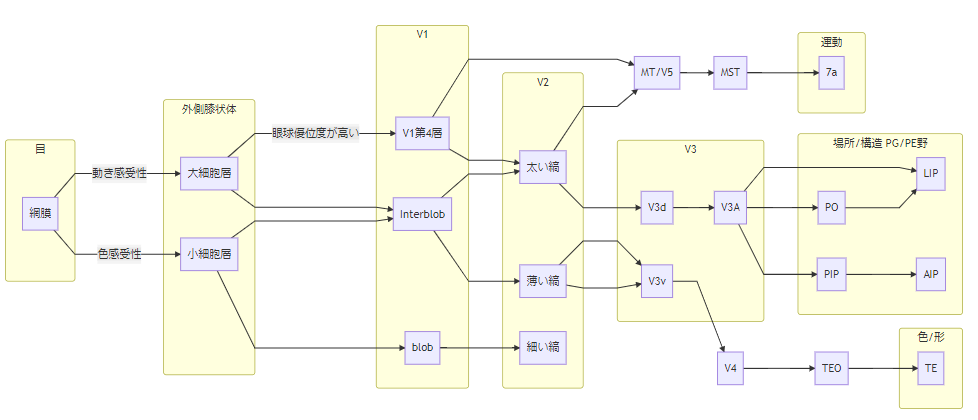 目
網膜
動き感受性
色感受性
外側膝状体
大細胞層
小細胞層
眼球優位度が高い
V1
V1第4層
Interblob
blob
V2
太い縞
薄い縞
細い縞
MT/V5
MST
運動
7a
V3
V3d
V3A
V3v
場所/構造 PG/PE野
LIP
PO
PIP
AIP
V4
TEO
色/形
TE